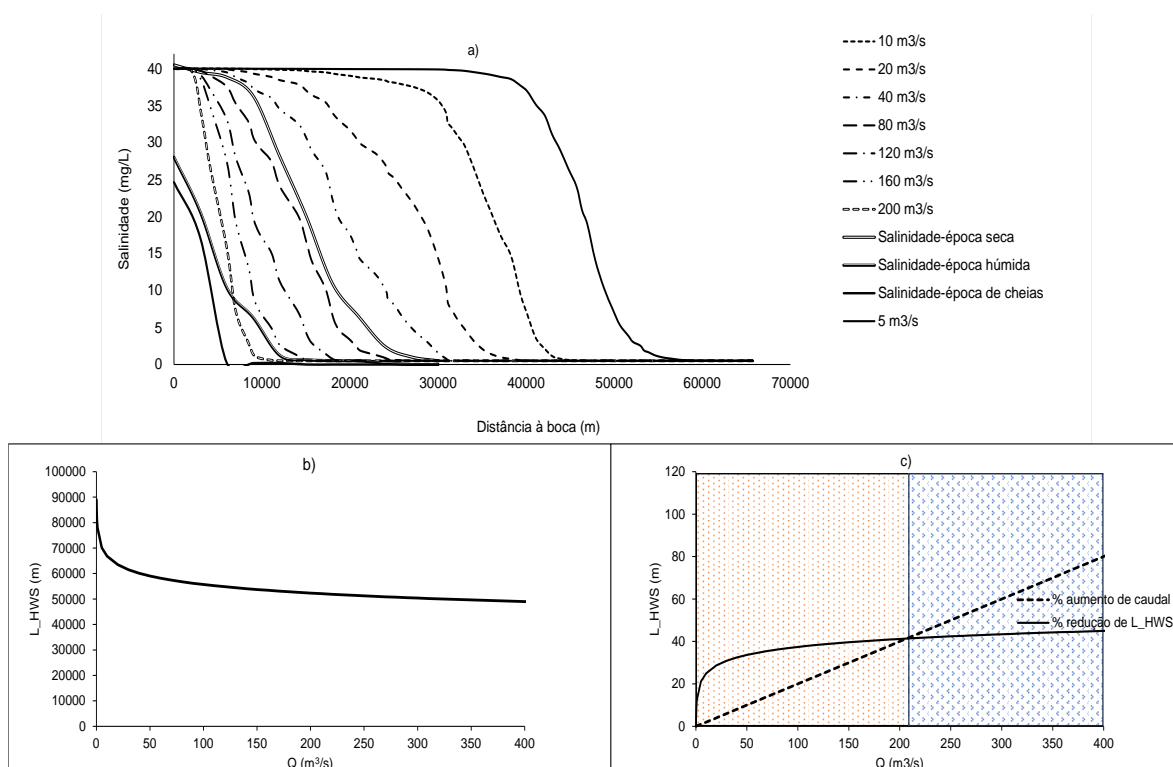 a)
Salinidade (mg/L)
40
35
30
25
20
15
10
5
0
0 10000 20000 30000 40000 50000 60000 70000
Distância à boca (m)
10 m3/s
20 m3/s
40 m3/s
80 m3/s
120 m3/s
160 m3/s
200 m3/s
Salinidade-época seca
Salinidade-época húmida
Salinidade-época de cheias
5 m3/s
b)
L_HWS (m)
100000
90000
80000
70000
60000
50000
40000
30000
20000
10000
0
0 50 100 150 200 250 300 350 400
Q (m³/s)
c)
L_HWS (m)
120
100
80
60
40
20
0
0 50 100 150 200 250 300 350 400
Q (m3/s)
% aumento de caudal
% redução de L_HWS